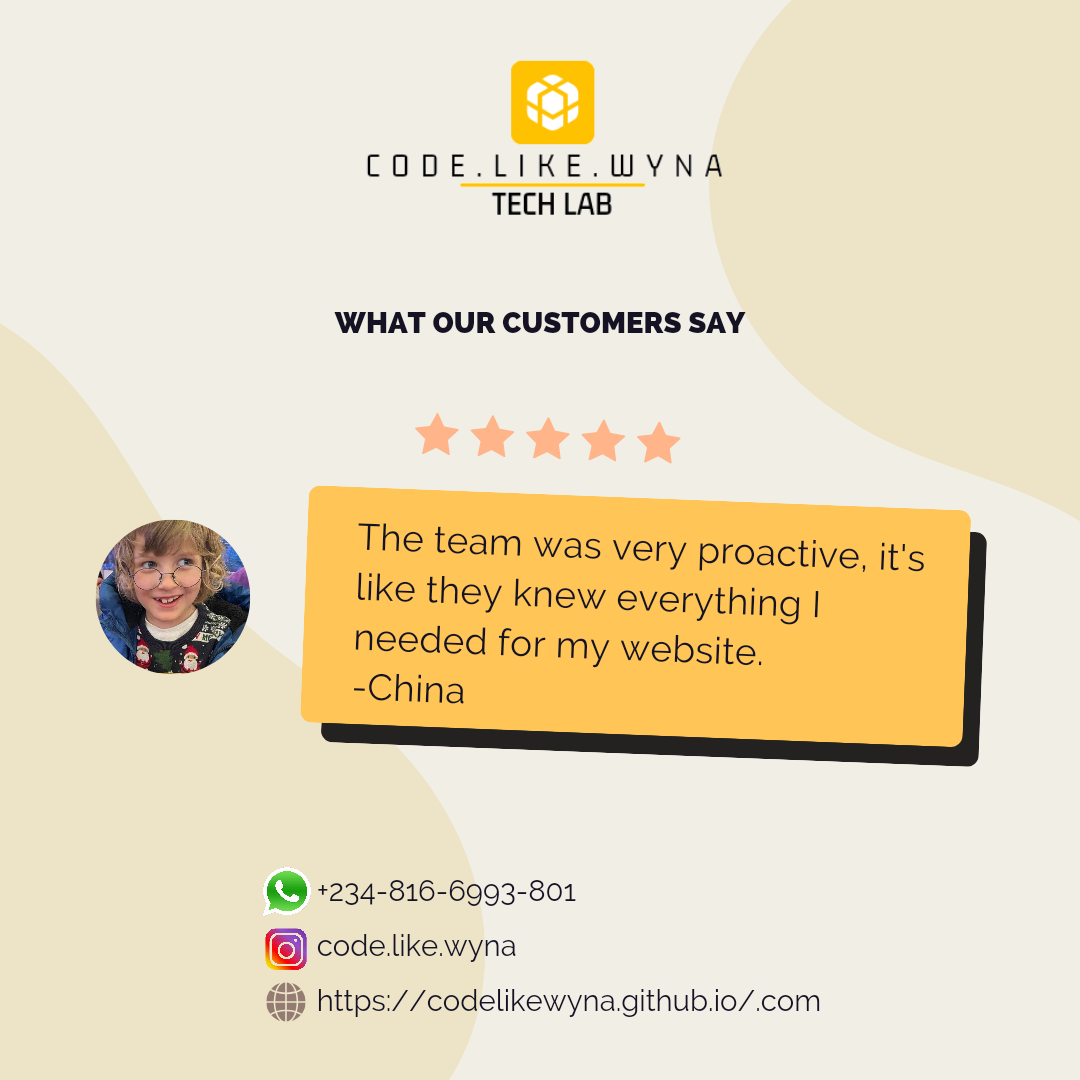 CODE.LIKE.WYNA
TECH LAB
WHAT OUR CUSTOMERS SAY
The team was very proactive, it's
like they knew everything I
needed for my website.
-China
+234-816-6993-801
code.like.wyna
https://codelikewyna.github.io/.com